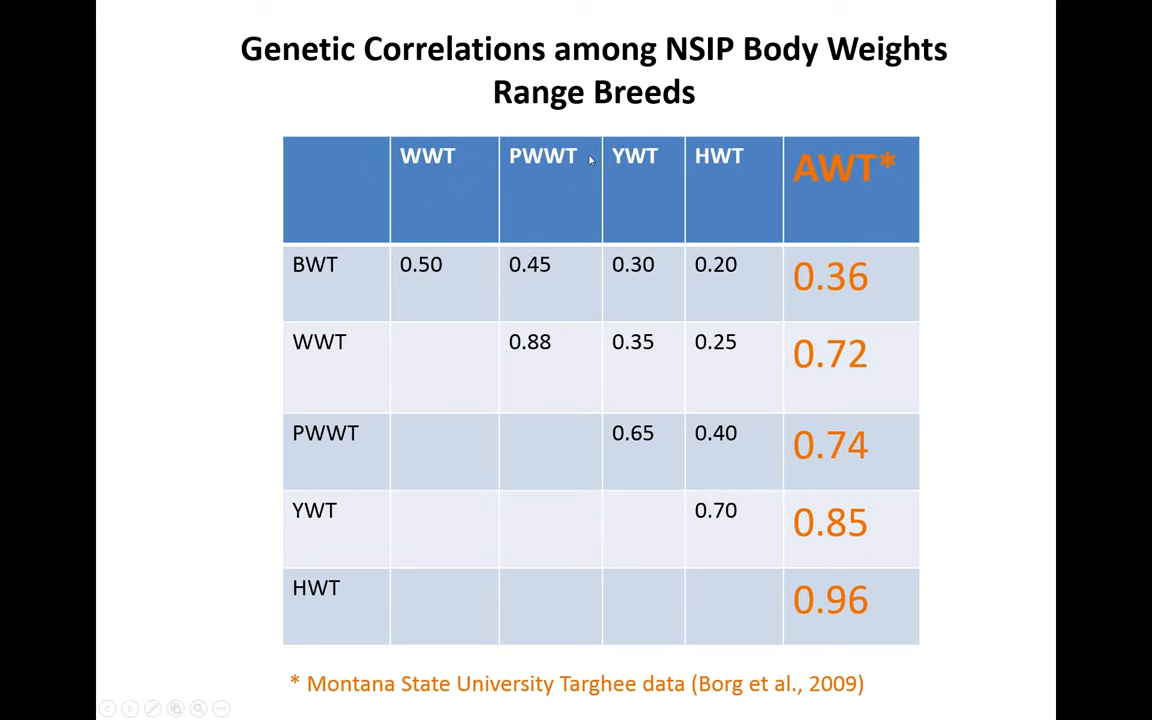 Genetic Correlations among NSIP Body Weights
Range Breeds
WWT PWWT YWT HWT AWT*
BWT 0.50 0.45 0.30 0.20 0.36
WWT 0.88 0.35 0.25 0.72
PWWT 0.65 0.40 0.74
YWT 0.70 0.85
HWT 0.96
* Montana State University Targhee data (Borg et al., 2009)